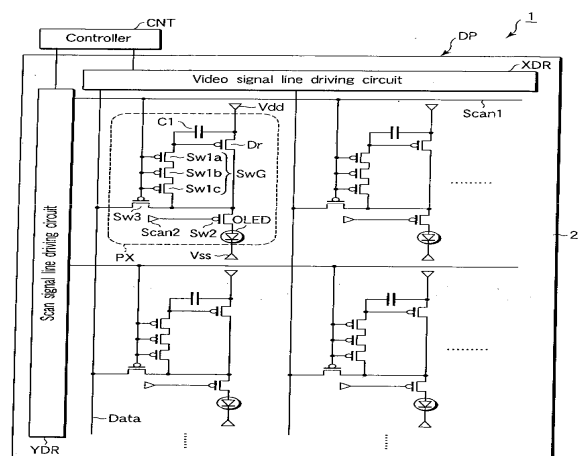 CNT
1
Controller
DP
XDR
Video signal line driving circuit
Vdd
Scan1
C1
Dr
Sw1a
Sw1b
SwG
Sw1c
Sw3
OLED
Scan2
Sw2
PX
Vss
2
Scan signal line driving circuit
Data
YDR